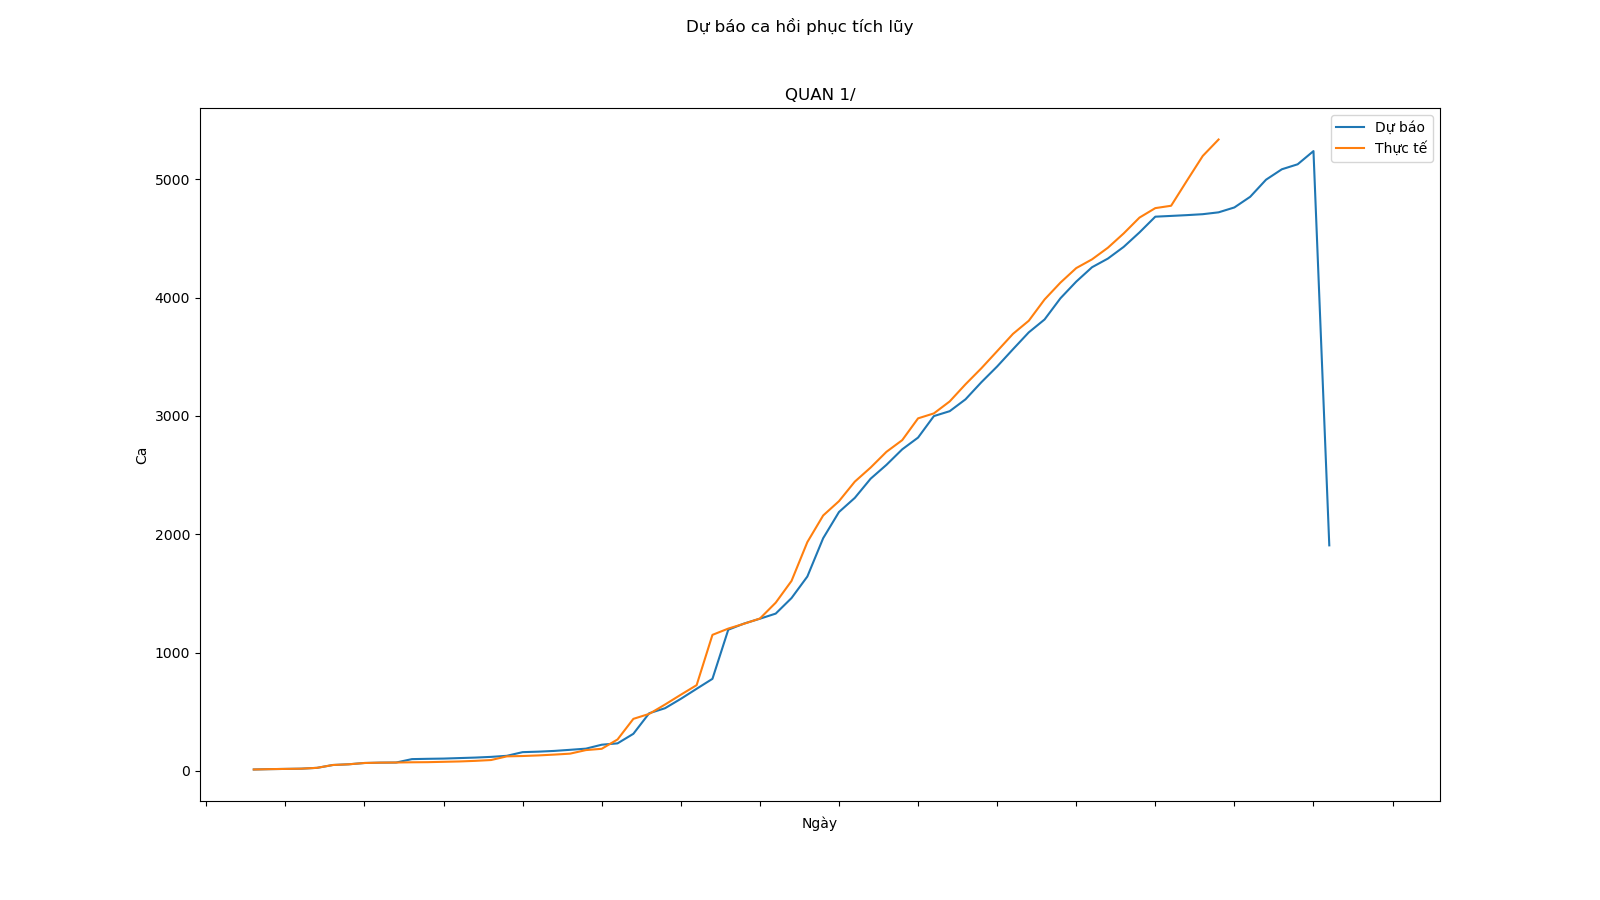 Dự báo ca hồi phục tích lũy
QUAN 1/
Dự báo
Thực tế
5000
4000
3000
2000
1000
0
Ca
Ngày